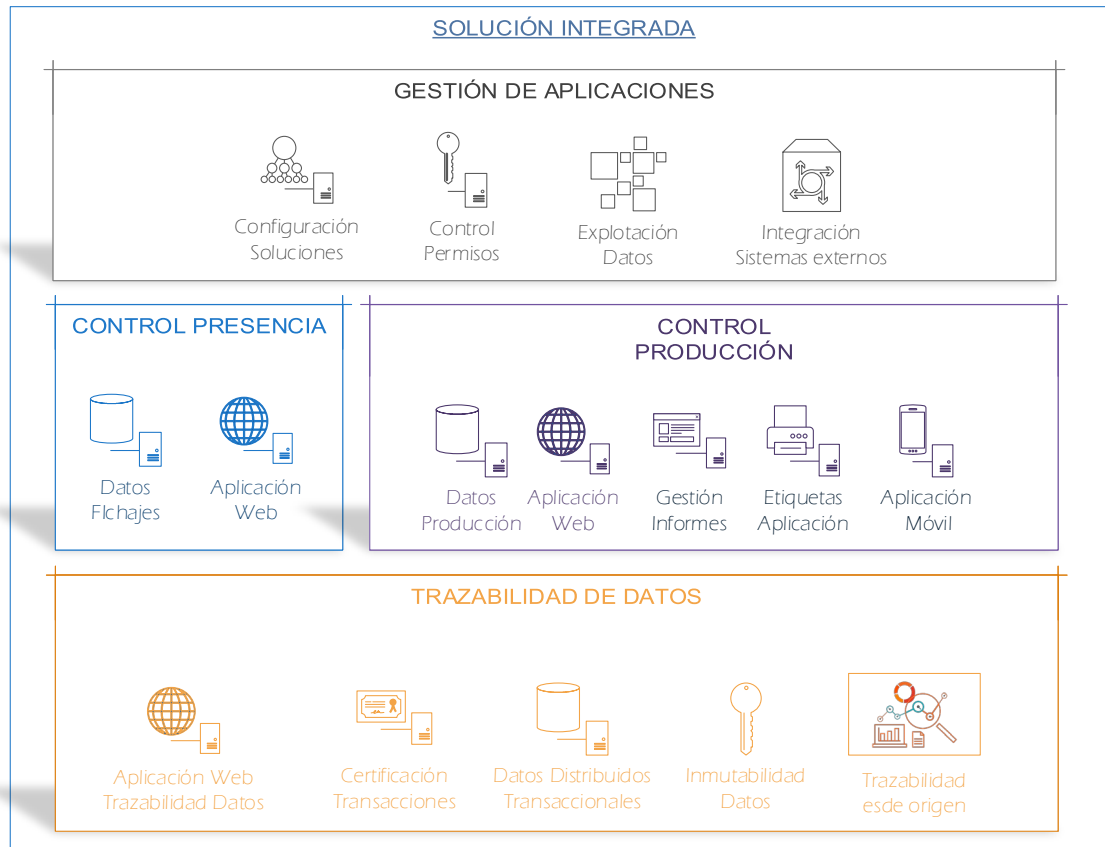 SOLUCIÓN INTEGRADA
GESTIÓN DE APLICACIONES
Configuración
Soluciones
Control
Permisos
Explotación
Datos
Integración
Sistemas externos
CONTROL PRESENCIA
Datos
FIchajes
Aplicación
Web
CONTROL
PRODUCCIÓN
Datos
Producción
Aplicación
Web
Gestión
Informes
Etiquetas
Aplicación
Aplicación
Móvil
TRAZABILIDAD DE DATOS
Aplicación Web
Trazabilidad Datos
Certificación
Transacciones
Datos Distribuidos
Transaccionales
Inmutabilidad
Datos
Trazabilidad
esde origen